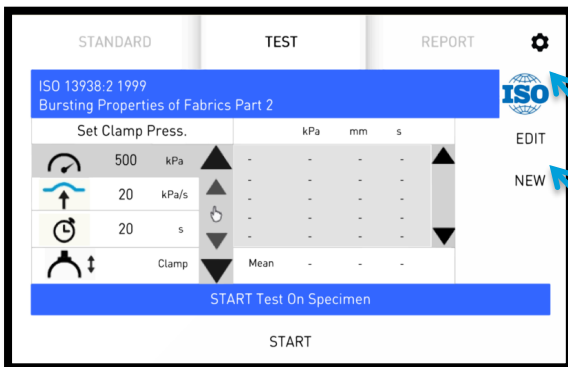 STANDARD TEST REPORT
ISO 13938:2 1999
Bursting Properties of Fabrics Part 2
ISO
Set Clamp Press. kPa mm s
EDIT
500 kPa - - - -
NEW
20 kPa/s - - - -
- - - -
20 s - - - -
- - - -
Clamp Mean - - -
START Test On Specimen
START